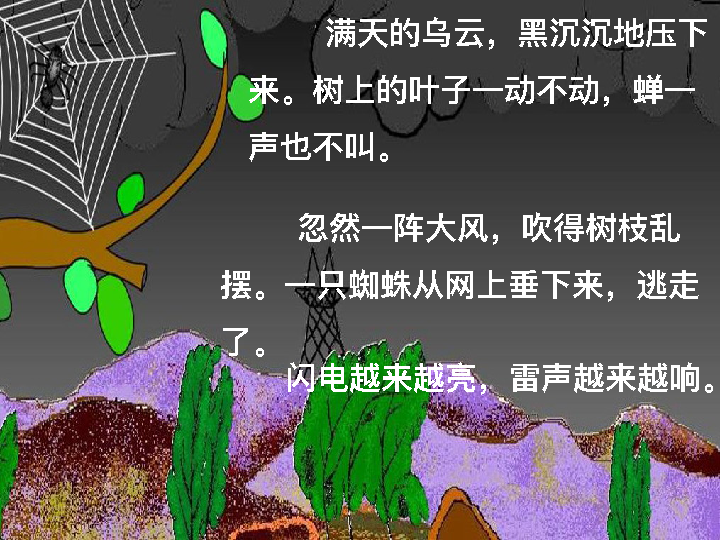 满天的乌云，黑沉沉地压下
来。树上的叶子一动不动，蝉一
声也不叫。
忽然一阵大风，吹得树枝乱
摆。一只蜘蛛从网上垂下来，逃走
了。
闪电越来越亮，雷声越来越响。